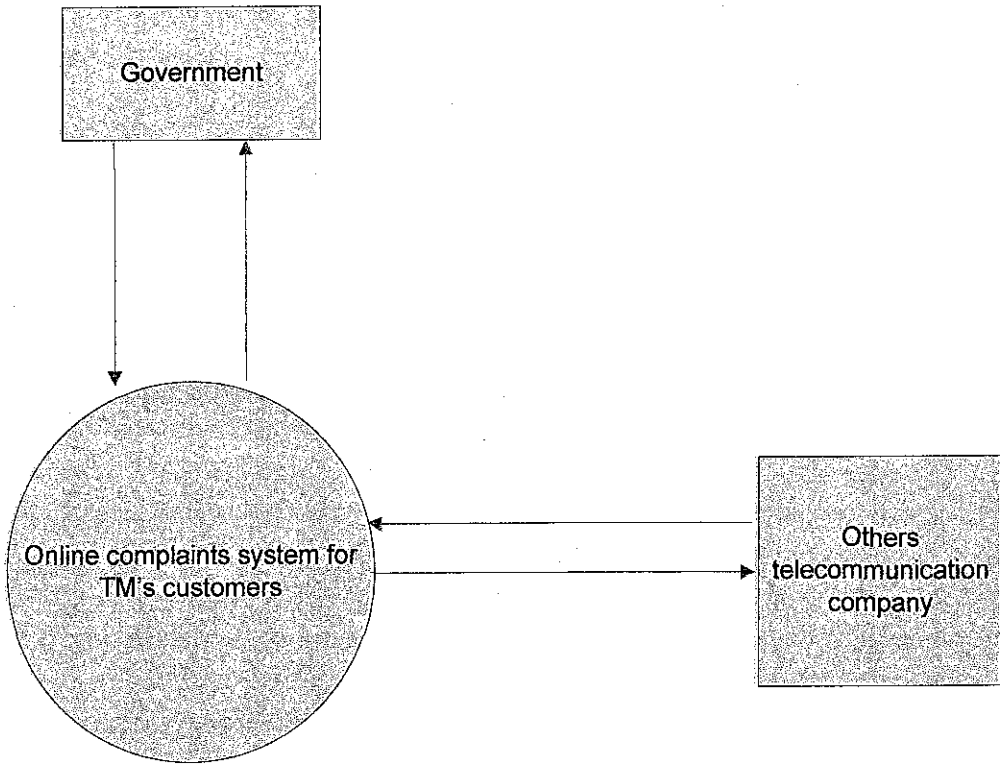 Government
Online complaints system for
TM's customers
Others
telecommunication
company